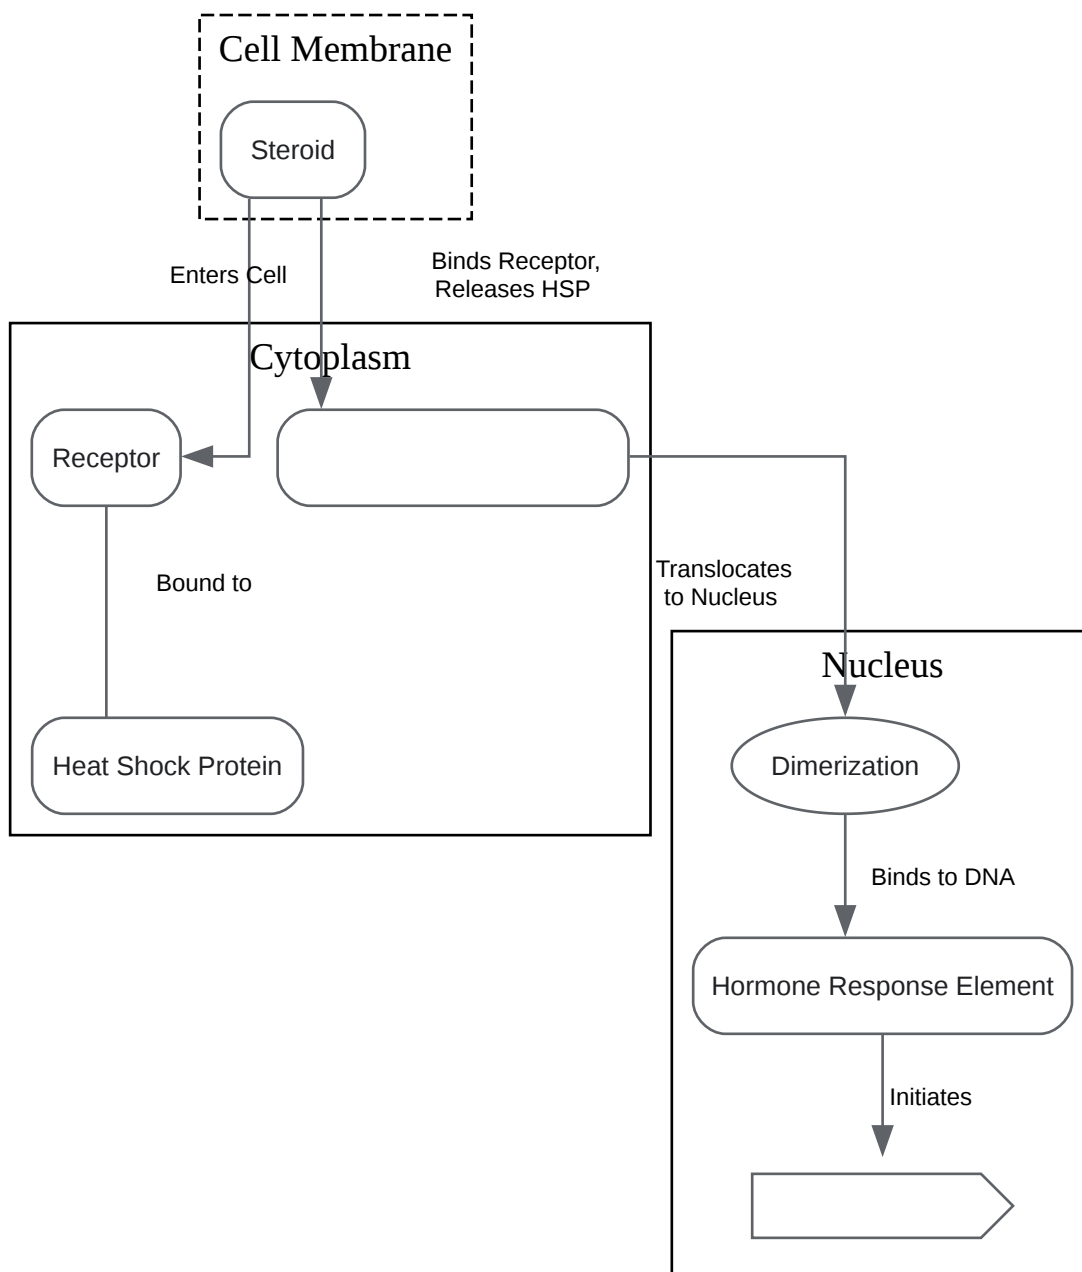 Cell Membrane
Steroid
Enters Cell
Binds Receptor,
Releases HSP
Cytoplasm
Receptor
Bound to
Translocates
to Nucleus
Nucleus
Heat Shock Protein
Dimerization
Binds to DNA
Hormone Response Element
Initiates